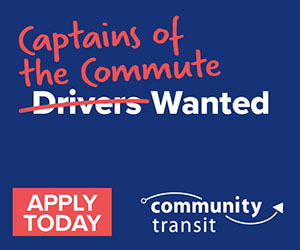 Captains of
the Commute
Drivers Wanted
APPLY
TODAY
community
transit